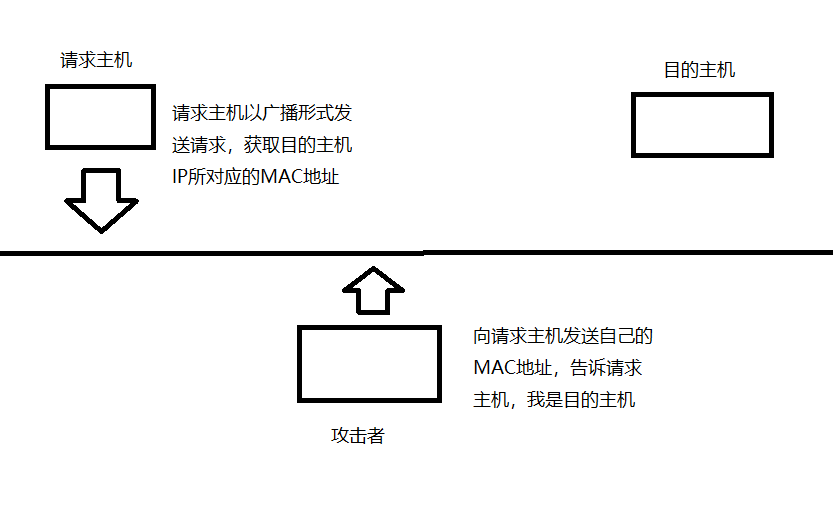 请求主机
目的主机
请求主机以广播形式发
送请求，获取目的主机
IP所对应的MAC地址
向请求主机发送自己的
MAC地址，告诉请求
主机，我是目的主机
攻击者